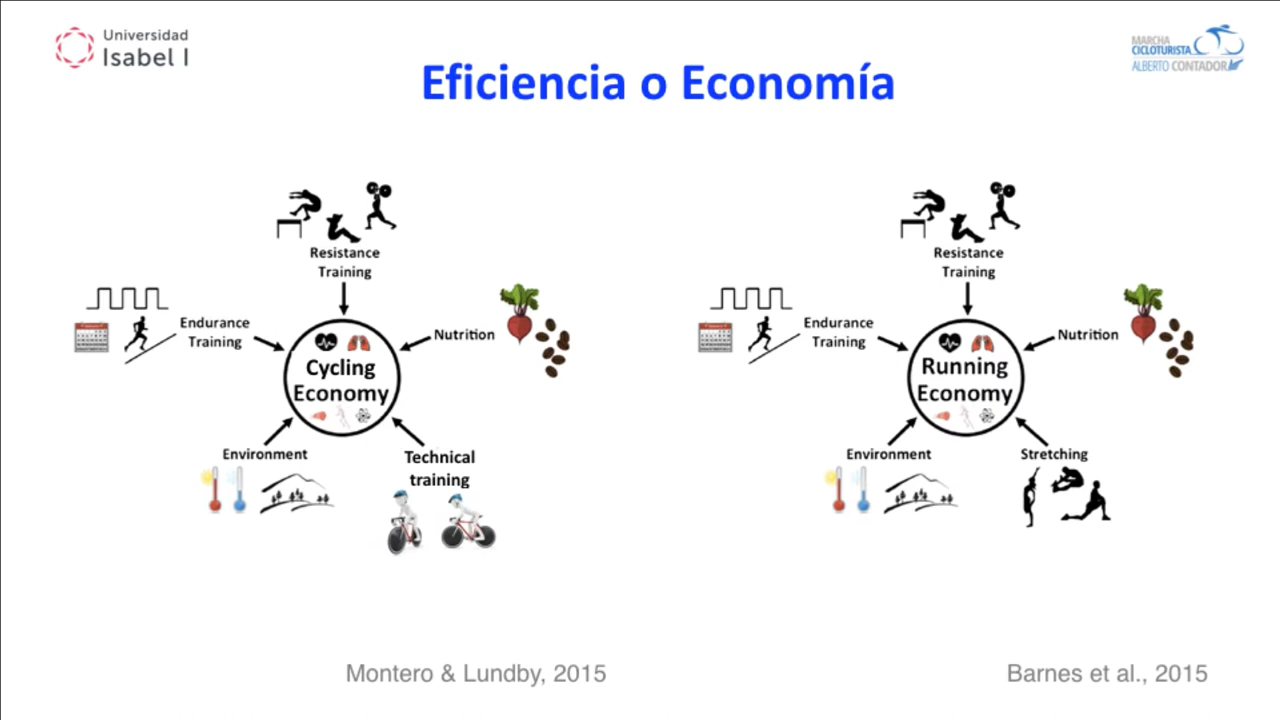 Universidad
Isabel I
MARCHA
CICLOTURISTA
ALBERTO CONTADOR
Eficiencia o Economía
Resistance
Training
Endurance
Training
Nutrition
Cycling
Economy
Environment
Technical
training
Resistance
Training
Endurance
Training
Nutrition
Running
Economy
Environment
Stretching
Montero & Lundby, 2015
Barnes et al., 2015